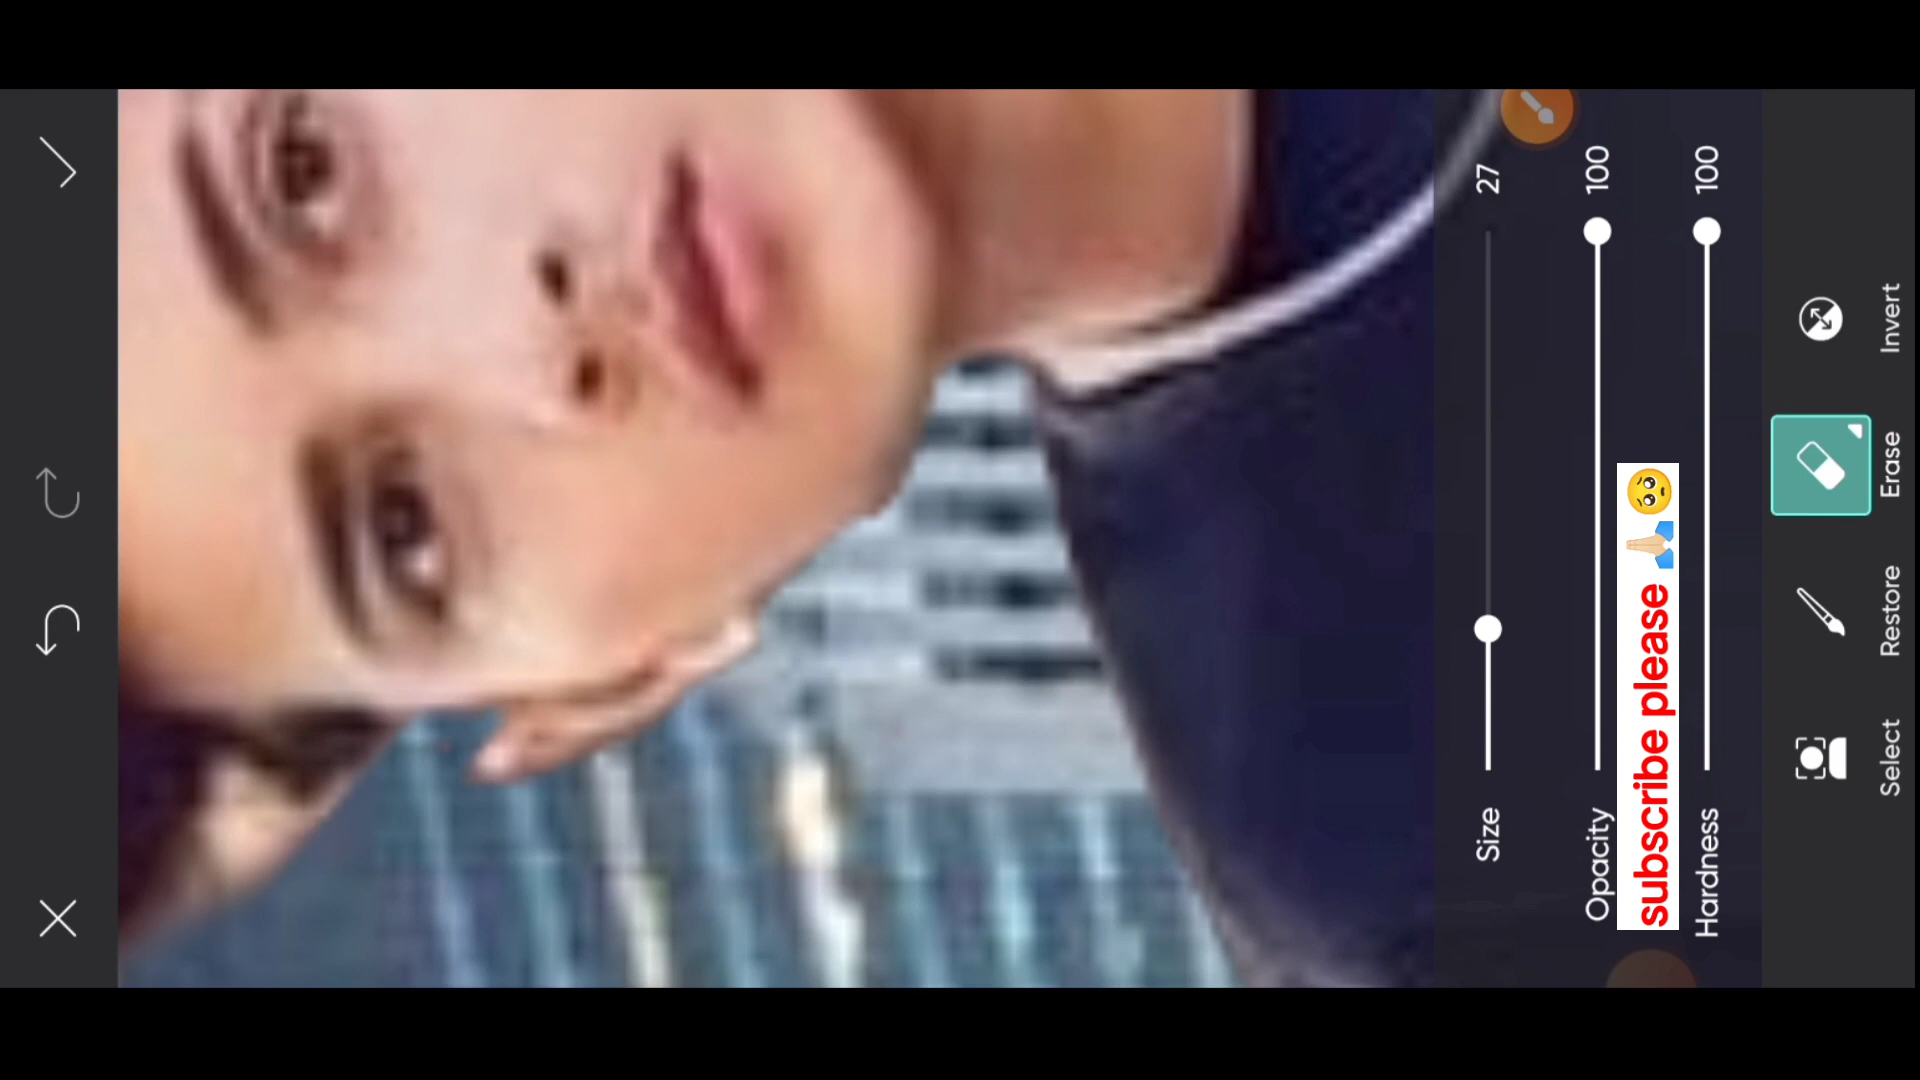 Size 27
Opacity 100
subscribe please 🙏🏻🥺
Hardness 100
Select Restore Erase Invert